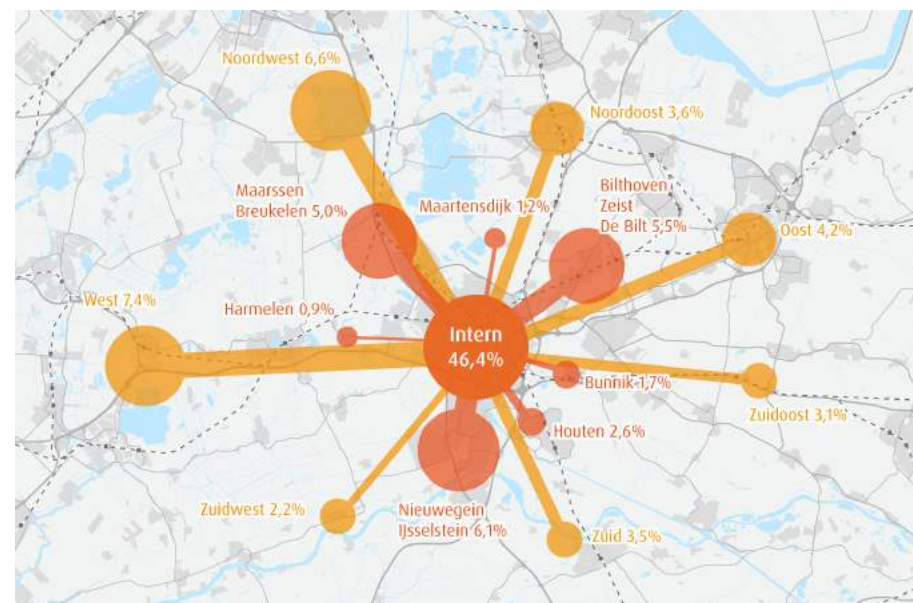 Noordwest 6,6%
Noordoost 3,6%
Maarssen
Breukelen 5,0%
Maartensdijk 1,2%
Bilthoven
Zeist
De Bilt 5,5%
Oost 4,2%
West 7,4%
Harmelen 0,9%
Intern
46,4%
Bunnik 1,7%
Zuidoost 3,1%
Houten 2,6%
Zuidwest 2,2%
Nieuwegein
IJsselstein 6,1%
Zuid 3,5%